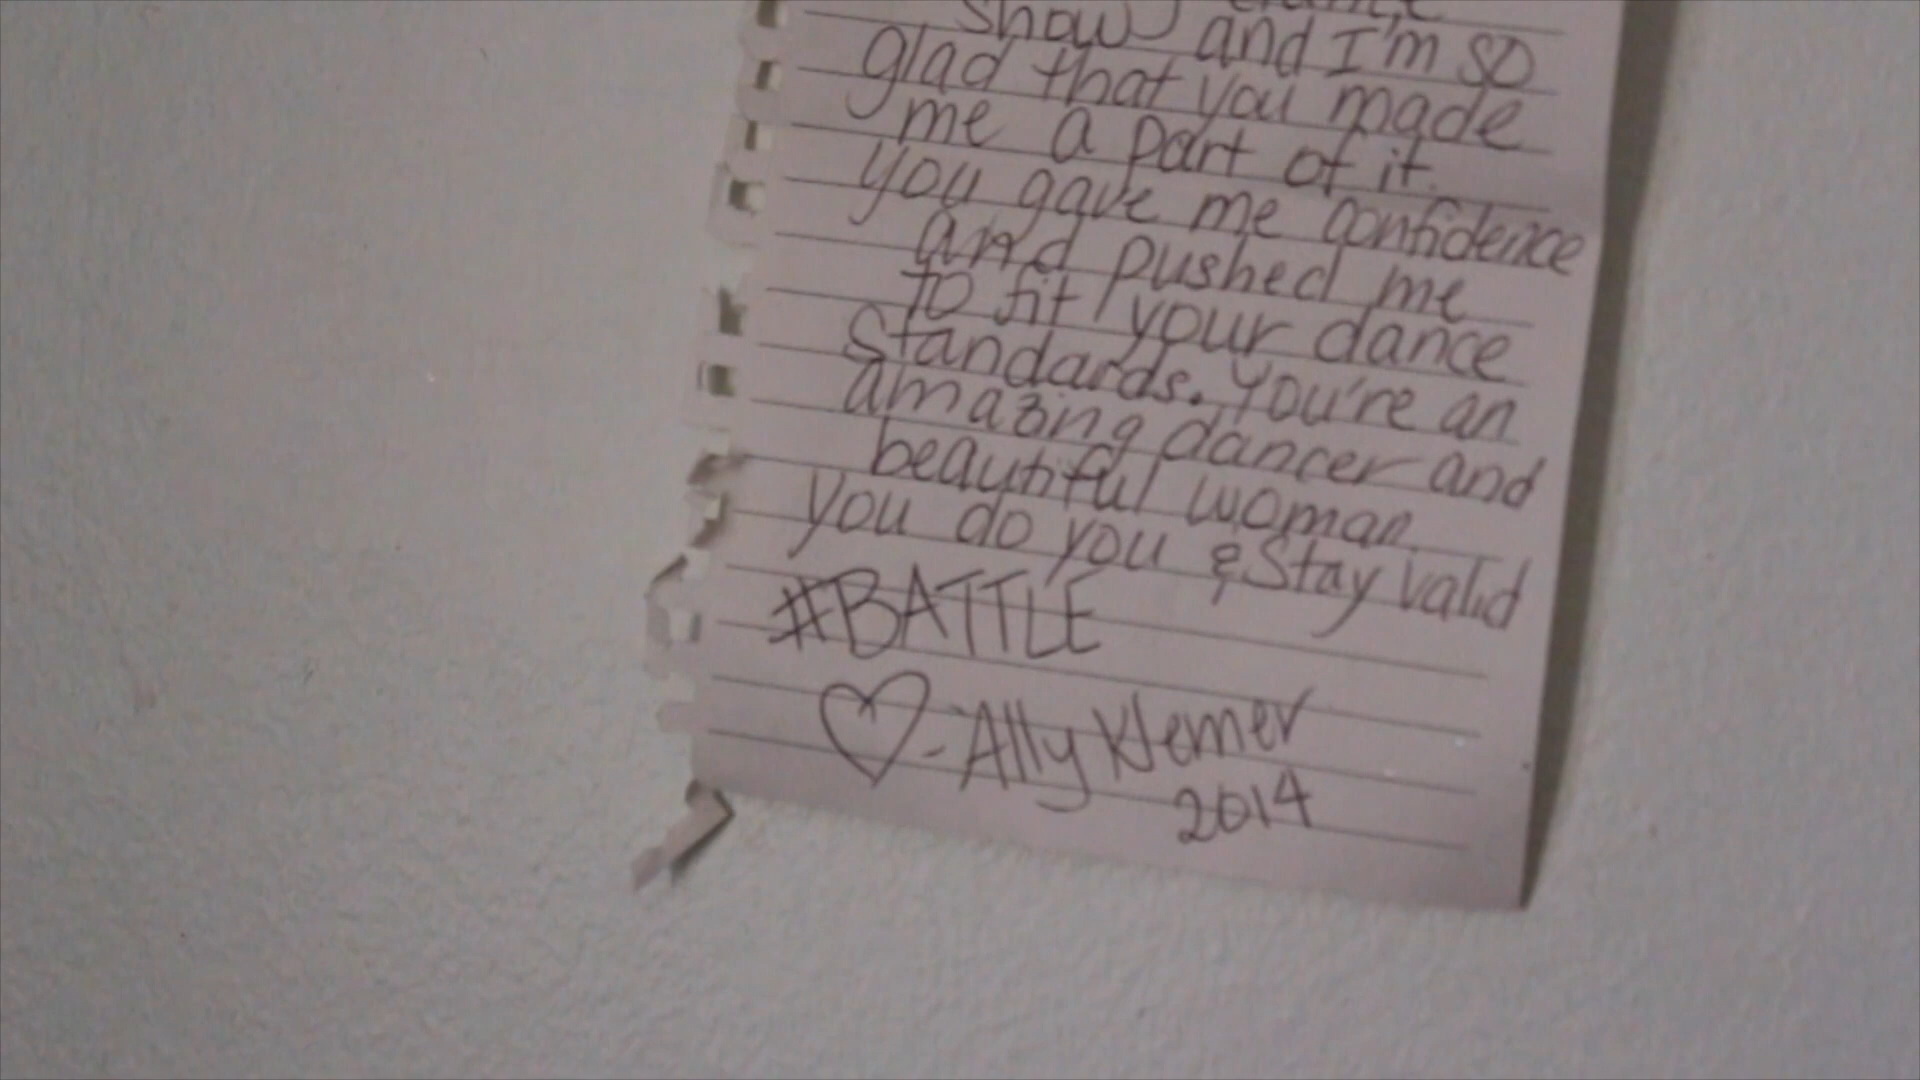 show and I'm so
glad that you made
me a part of it.
you gave me confidence
and pushed me
to fit your dance
standards. You're an
amazing dancer and
beautiful woman.
you do you & Stay valid
#BATTLE
♡ - Ally Klemer
2014